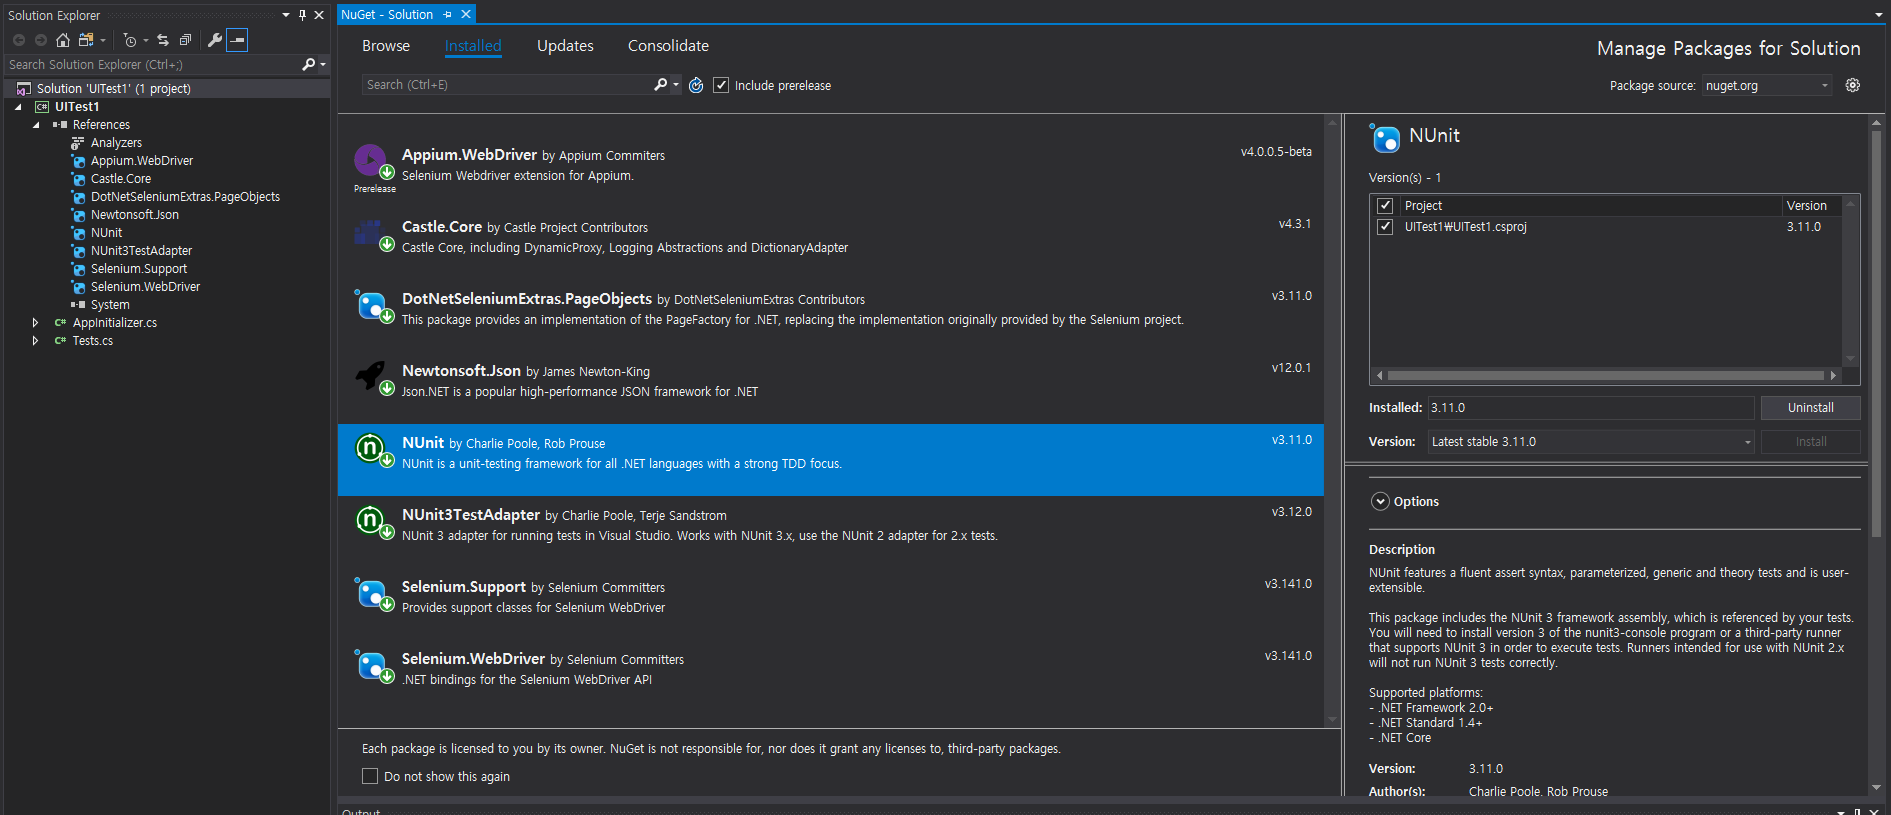 Solution Explorer
Search Solution Explorer (Ctrl+;)
Solution 'UITest1' (1 project)
C# UITest1
References
Analyzers
Appium.WebDriver
Castle.Core
DotNetSeleniumExtras.PageObjects
Newtonsoft.Json
NUnit
NUnit3TestAdapter
Selenium.Support
Selenium.WebDriver
System
C# AppInitializer.cs
C# Tests.cs
NuGet - Solution
Browse Installed Updates Consolidate
Manage Packages for Solution
Search (Ctrl+E)
Include prerelease
Package source: nuget.org
Appium.WebDriver by Appium Commiters v4.0.0.5-beta
Selenium Webdriver extension for Appium.
Prerelease
Castle.Core by Castle Project Contributors v4.3.1
Castle Core, including DynamicProxy, Logging Abstractions and DictionaryAdapter
DotNetSeleniumExtras.PageObjects by DotNetSeleniumExtras Contributors v3.11.0
This package provides an implementation of the PageFactory for .NET, replacing the implementation originally provided by the Selenium project.
Newtonsoft.Json by James Newton-King v12.0.1
Json.NET is a popular high-performance JSON framework for .NET
n NUnit by Charlie Poole, Rob Prouse v3.11.0
NUnit is a unit-testing framework for all .NET languages with a strong TDD focus.
n NUnit3TestAdapter by Charlie Poole, Terje Sandstrom v3.12.0
NUnit 3 adapter for running tests in Visual Studio. Works with NUnit 3.x, use the NUnit 2 adapter for 2.x tests.
Selenium.Support by Selenium Committers v3.141.0
Provides support classes for Selenium WebDriver
Selenium.WebDriver by Selenium Committers v3.141.0
.NET bindings for the Selenium WebDriver API
Each package is licensed to you by its owner. NuGet is not responsible for, nor does it grant any licenses to, third-party packages.
Do not show this again
NUnit
Version(s) - 1
Project Version
UITest1₩UITest1.csproj 3.11.0
Installed: 3.11.0 Uninstall
Version: Latest stable 3.11.0 Install
Options
Description
NUnit features a fluent assert syntax, parameterized, generic and theory tests and is user-
extensible.
This package includes the NUnit 3 framework assembly, which is referenced by your tests.
You will need to install version 3 of the nunit3-console program or a third-party runner
that supports NUnit 3 in order to execute tests. Runners intended for use with NUnit 2.x
will not run NUnit 3 tests correctly.
Supported platforms:
- .NET Framework 2.0+
- .NET Standard 1.4+
- .NET Core
Version: 3.11.0
Author(s): Charlie Poole, Rob Prouse
Output